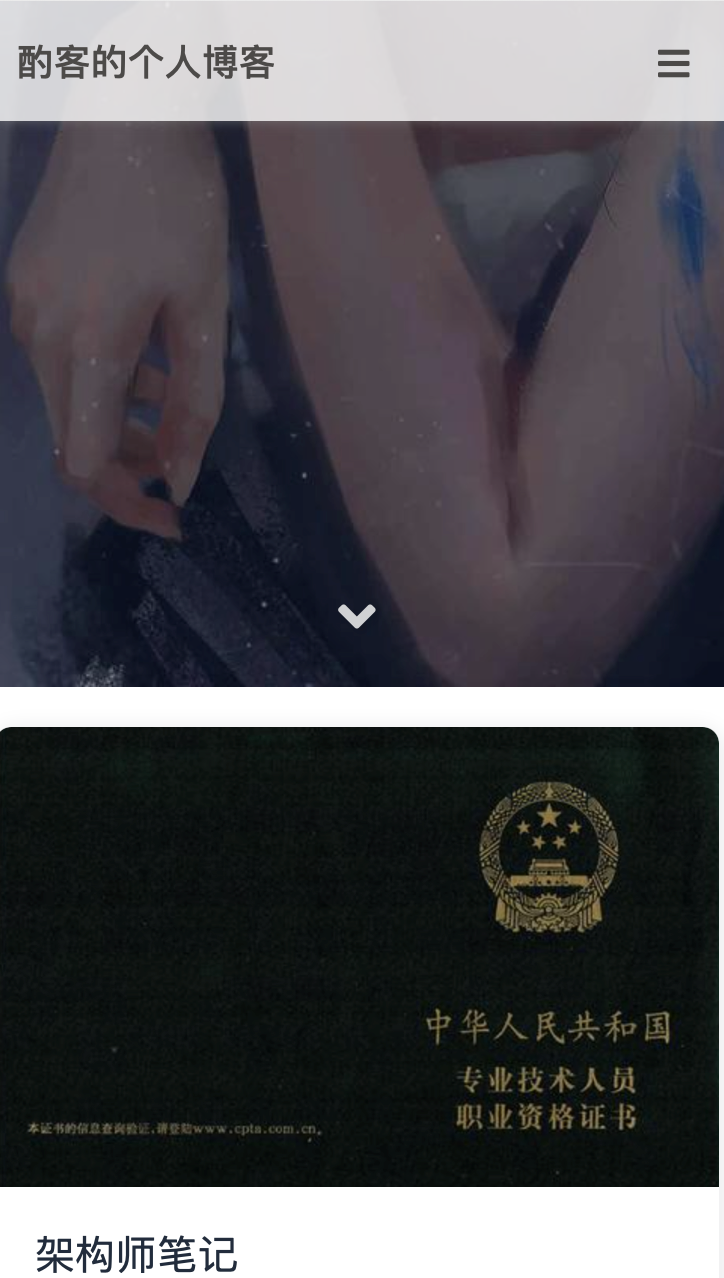 酌客的个人博客
中华人民共和国
专业技术人员
职业资格证书
本证书的信息查询验证,请登陆www.cpta.com.cn。
架构师笔记